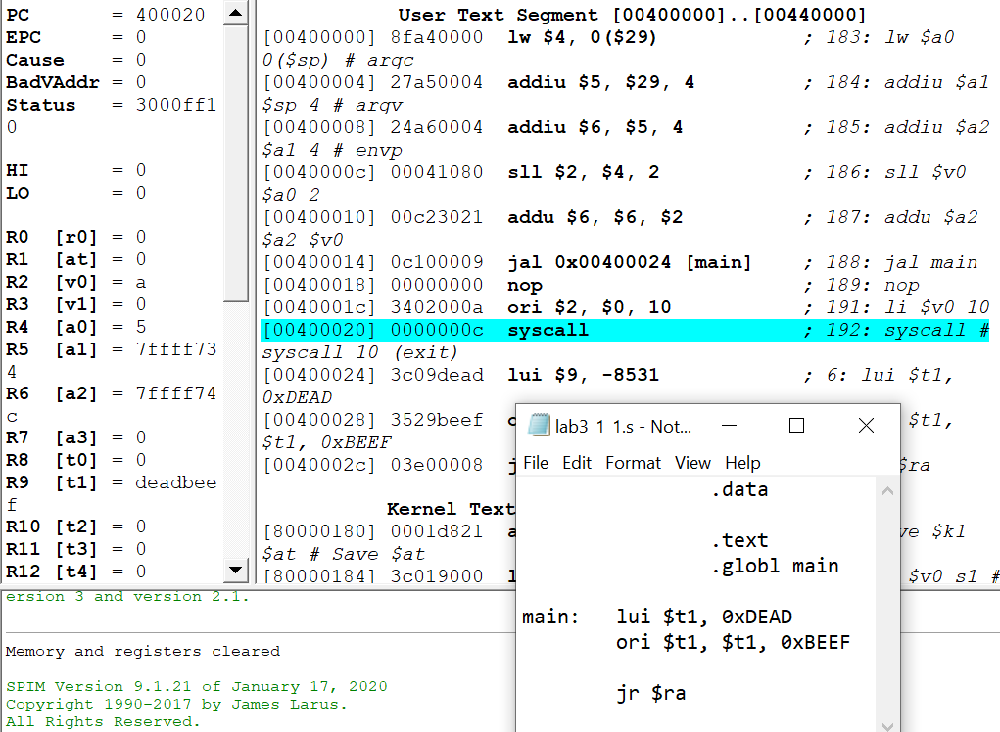 PC       = 400020
EPC      = 0
Cause    = 0
BadVAddr = 0
Status   = 3000ff1
0
HI       = 0
LO       = 0
R0  [r0] = 0
R1  [at] = 0
R2  [v0] = a
R3  [v1] = 0
R4  [a0] = 5
R5  [a1] = 7ffff73
4
R6  [a2] = 7ffff74
c
R7  [a3] = 0
R8  [t0] = 0
R9  [t1] = deadbee
f
R10 [t2] = 0
R11 [t3] = 0
R12 [t4] = 0
User Text Segment [00400000]..[00440000]
[00400000] 8fa40000  lw $4, 0($29)            ; 183: lw $a0
0($sp) # argc
[00400004] 27a50004  addiu $5, $29, 4         ; 184: addiu $a1
$sp 4 # argv
[00400008] 24a60004  addiu $6, $5, 4          ; 185: addiu $a2
$a1 4 # envp
[0040000c] 00041080  sll $2, $4, 2            ; 186: sll $v0
$a0 2
[00400010] 00c23021  addu $6, $6, $2          ; 187: addu $a2
$a2 $v0
[00400014] 0c100009  jal 0x00400024 [main]    ; 188: jal main
[00400018] 00000000  nop                      ; 189: nop
[0040001c] 3402000a  ori $2, $0, 10           ; 191: li $v0 10
[00400020] 0000000c  syscall                  ; 192: syscall #
syscall 10 (exit)
[00400024] 3c09dead  lui $9, -8531            ; 6: lui $t1,
0xDEAD
[00400028] 3529beef $t1,
$t1, 0xBEEF
[0040002c] 03e00008 $ra
Kernel Text
[80000180] 0001d821 $k1
$at # Save $at
[80000184] 3c019000 $v0 s1 #
lab3_1_1.s - Not...
File Edit Format View Help
.data
.text
.globl main
main:   lui $t1, 0xDEAD
ori $t1, $t1, 0xBEEF
jr $ra
ersion 3 and version 2.1.
Memory and registers cleared
SPIM Version 9.1.21 of January 17, 2020
Copyright 1990-2017 by James Larus.
All Rights Reserved.